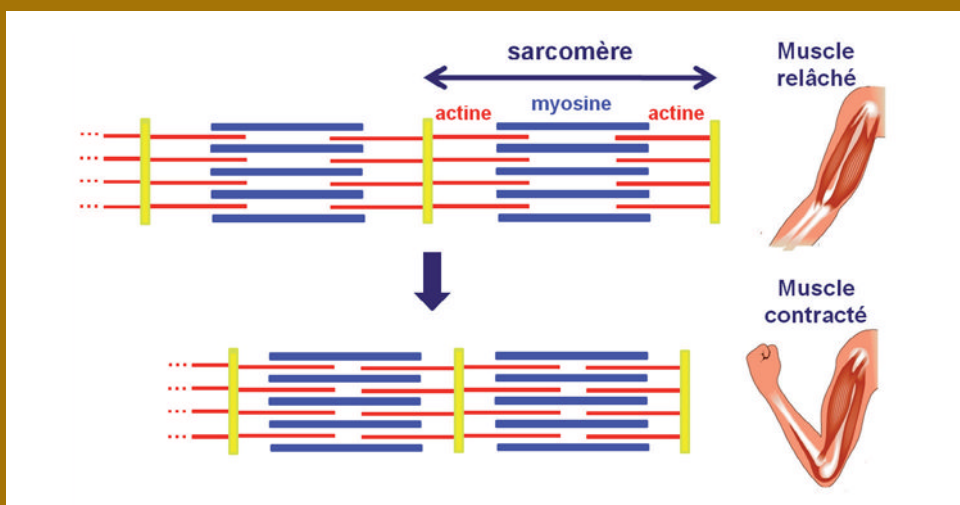 sarcomère
actine
myosine
actine
Muscle
relâché
Muscle
contracté